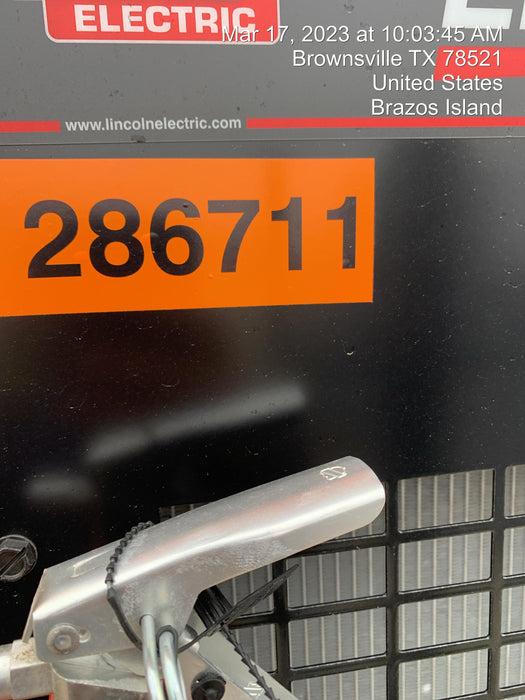 ELECTRIC
Mar 17, 2023 at 10:03:45 AM
Brownsville TX 78521
United States
Brazos Island
www.lincolnelectric.com
286711